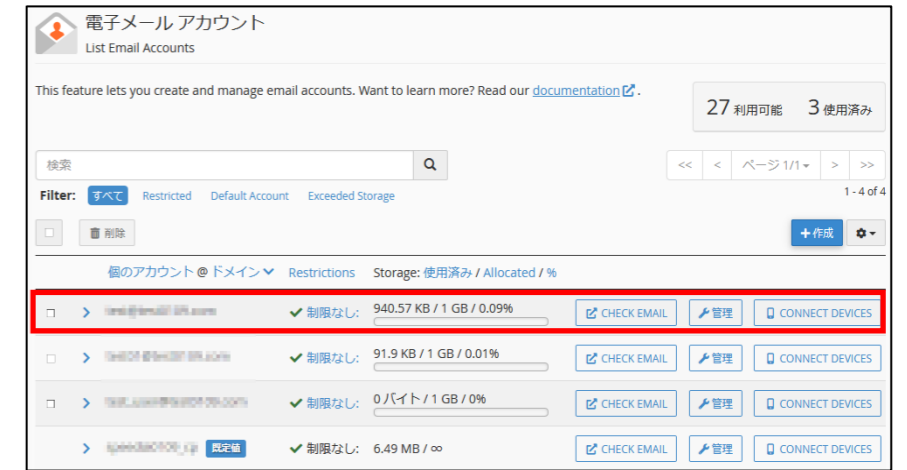 電子メール アカウント
List Email Accounts
This feature lets you create and manage email accounts. Want to learn more? Read our documentation.
27 利用可能 3 使用済み
検索
<< < ページ 1/1 > >>
Filter: すべて Restricted Default Account Exceeded Storage
1 - 4 of 4
削除
+作成
個のアカウント @ ドメイン Restrictions Storage: 使用済み / Allocated / %
制限なし: 940.57 KB / 1 GB / 0.09% CHECK EMAIL 管理 CONNECT DEVICES
制限なし: 91.9 KB / 1 GB / 0.01% CHECK EMAIL 管理 CONNECT DEVICES
制限なし: 0 バイト / 1 GB / 0% CHECK EMAIL 管理 CONNECT DEVICES
既定値 制限なし: 6.49 MB / ∞ CHECK EMAIL 管理 CONNECT DEVICES